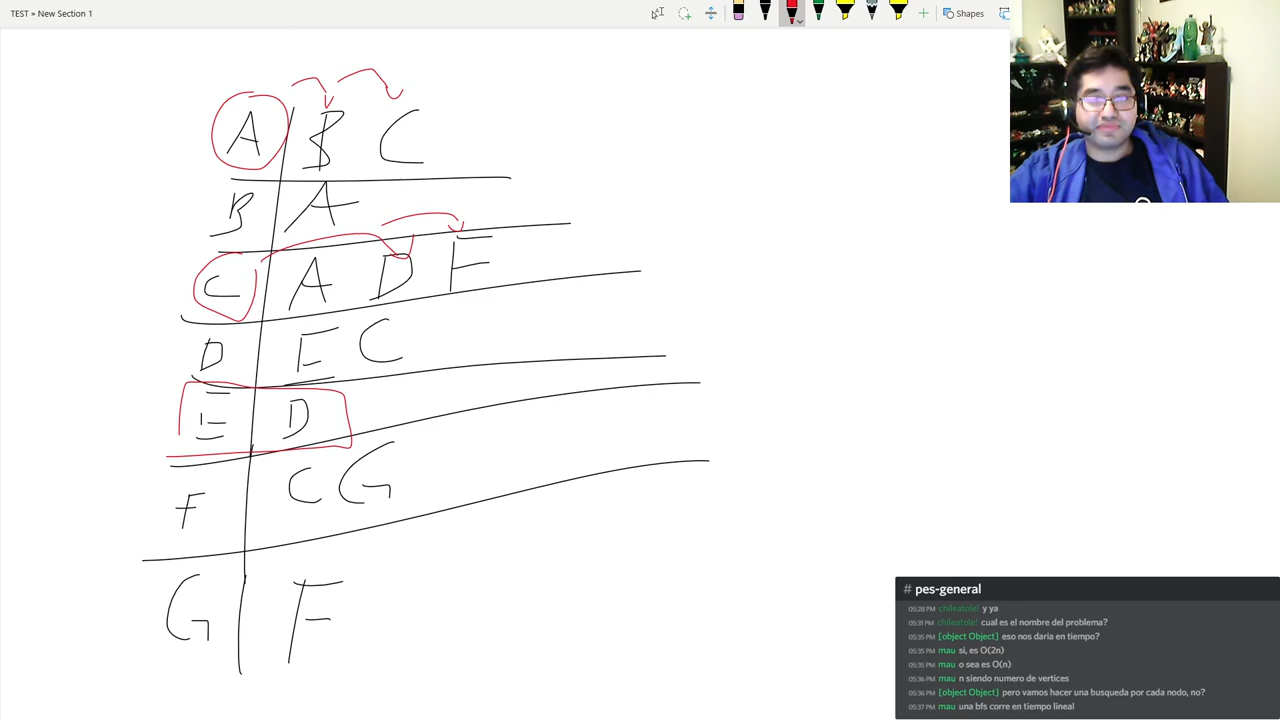 TEST » New Section 1
Shapes
A B C
B A
C A D F
D E C
E D
F C G
G F
# pes-general
05:28 PM chileatole! y ya
05:31 PM chileatole! cual es el nombre del problema?
05:35 PM [object Object] eso nos daria en tiempo?
05:35 PM mau si, es O(2n)
05:35 PM mau o sea es O(n)
05:36 PM mau n siendo numero de vertices
05:36 PM [object Object] pero vamos hacer una busqueda por cada nodo, no?
05:37 PM mau una bfs corre en tiempo lineal